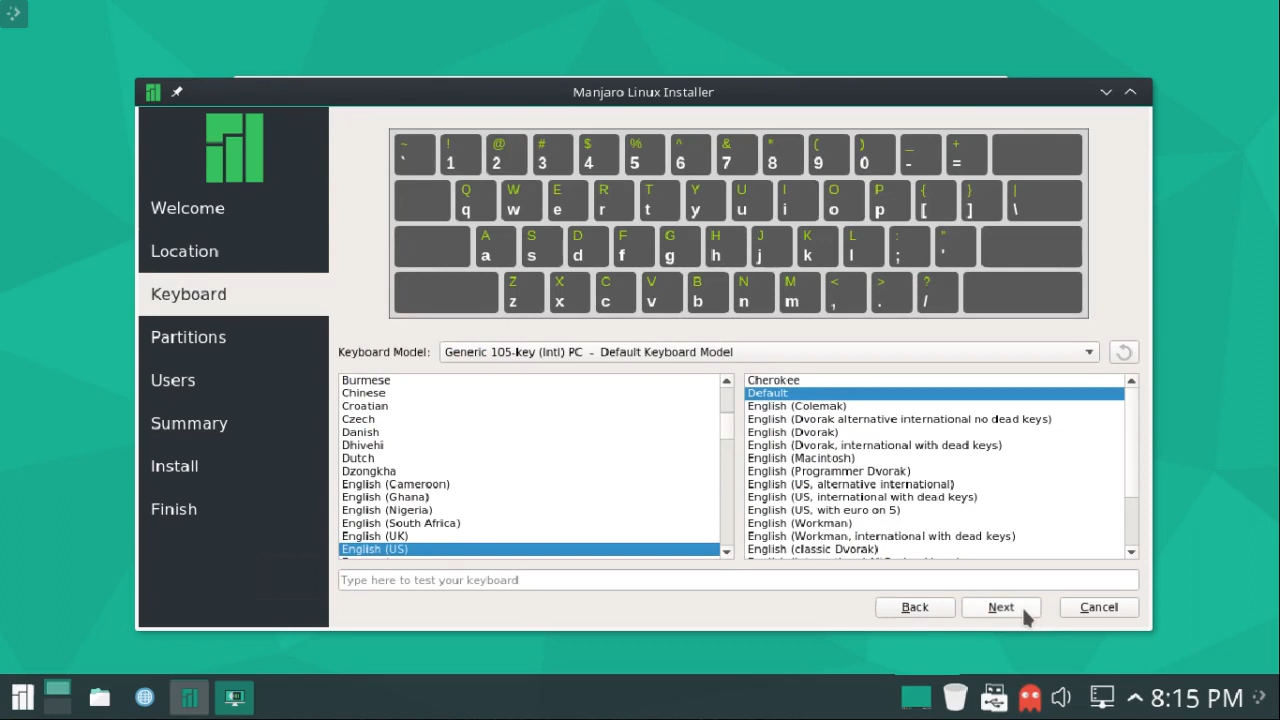 Manjaro Linux Installer
Welcome
Location
Keyboard
Partitions
Users
Summary
Install
Finish
~ ! @ # $ % ^ & * ( ) _ +
` 1 2 3 4 5 6 7 8 9 0 - =
Q W E R T Y U I O P { } |
q w e r t y u i o p [ ] \
A S D F G H J K L : "
a s d f g h j k l ; '
Z X C V B N M < > ?
z x c v b n m , . /
Keyboard Model: Generic 105-key (Intl) PC - Default Keyboard Model
Burmese
Chinese
Croatian
Czech
Danish
Dhivehi
Dutch
Dzongkha
English (Cameroon)
English (Ghana)
English (Nigeria)
English (South Africa)
English (UK)
English (US)
Cherokee
Default
English (Colemak)
English (Dvorak alternative international no dead keys)
English (Dvorak)
English (Dvorak, international with dead keys)
English (Macintosh)
English (Programmer Dvorak)
English (US, alternative international)
English (US, international with dead keys)
English (US, with euro on 5)
English (Workman)
English (Workman, international with dead keys)
English (classic Dvorak)
Type here to test your keyboard
Back Next Cancel
8:15 PM